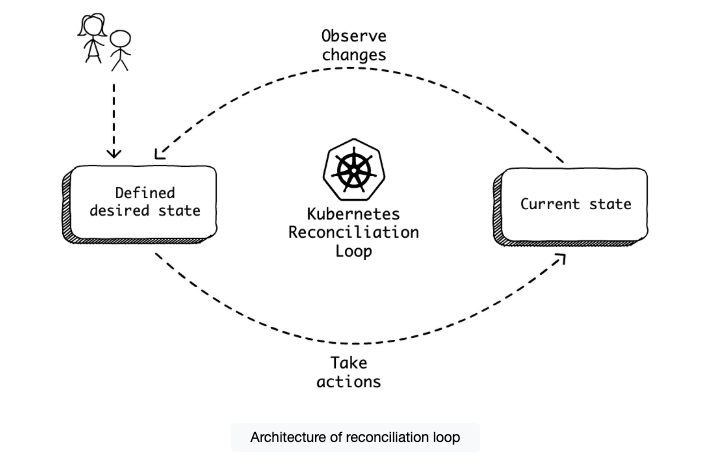 Observe
changes
Defined
desired state
Kubernetes
Reconciliation
Loop
Current state
Take
actions
Architecture of reconciliation loop